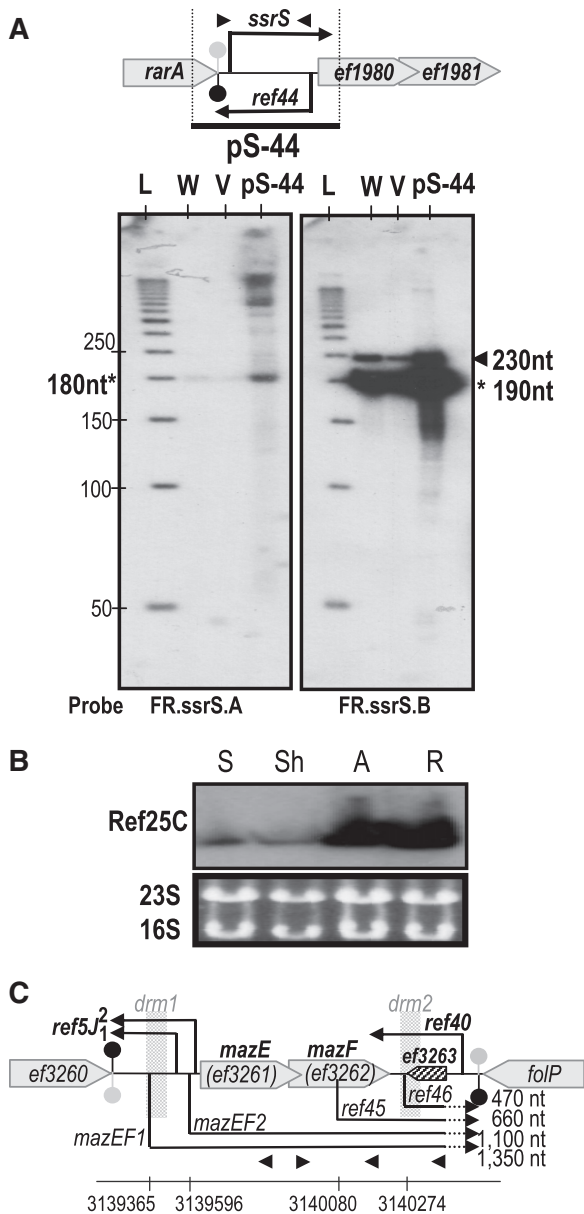 A
ssrS
rarA
ef1980
ef1981
ref44
pS-44
L W V pS-44 L W V pS-44
250
180nt*
150
100
50
230nt
* 190nt
Probe FR.ssrS.A FR.ssrS.B
B
S Sh A R
Ref25C
23S
16S
C
drm1 drm2
ref5J 2
1
ref40
mazE mazF ef3263
ef3260 (ef3261) (ef3262) folP
ref46 470 nt
ref45 660 nt
mazEF2 1,100 nt
mazEF1 1,350 nt
3139365 3139596 3140080 3140274